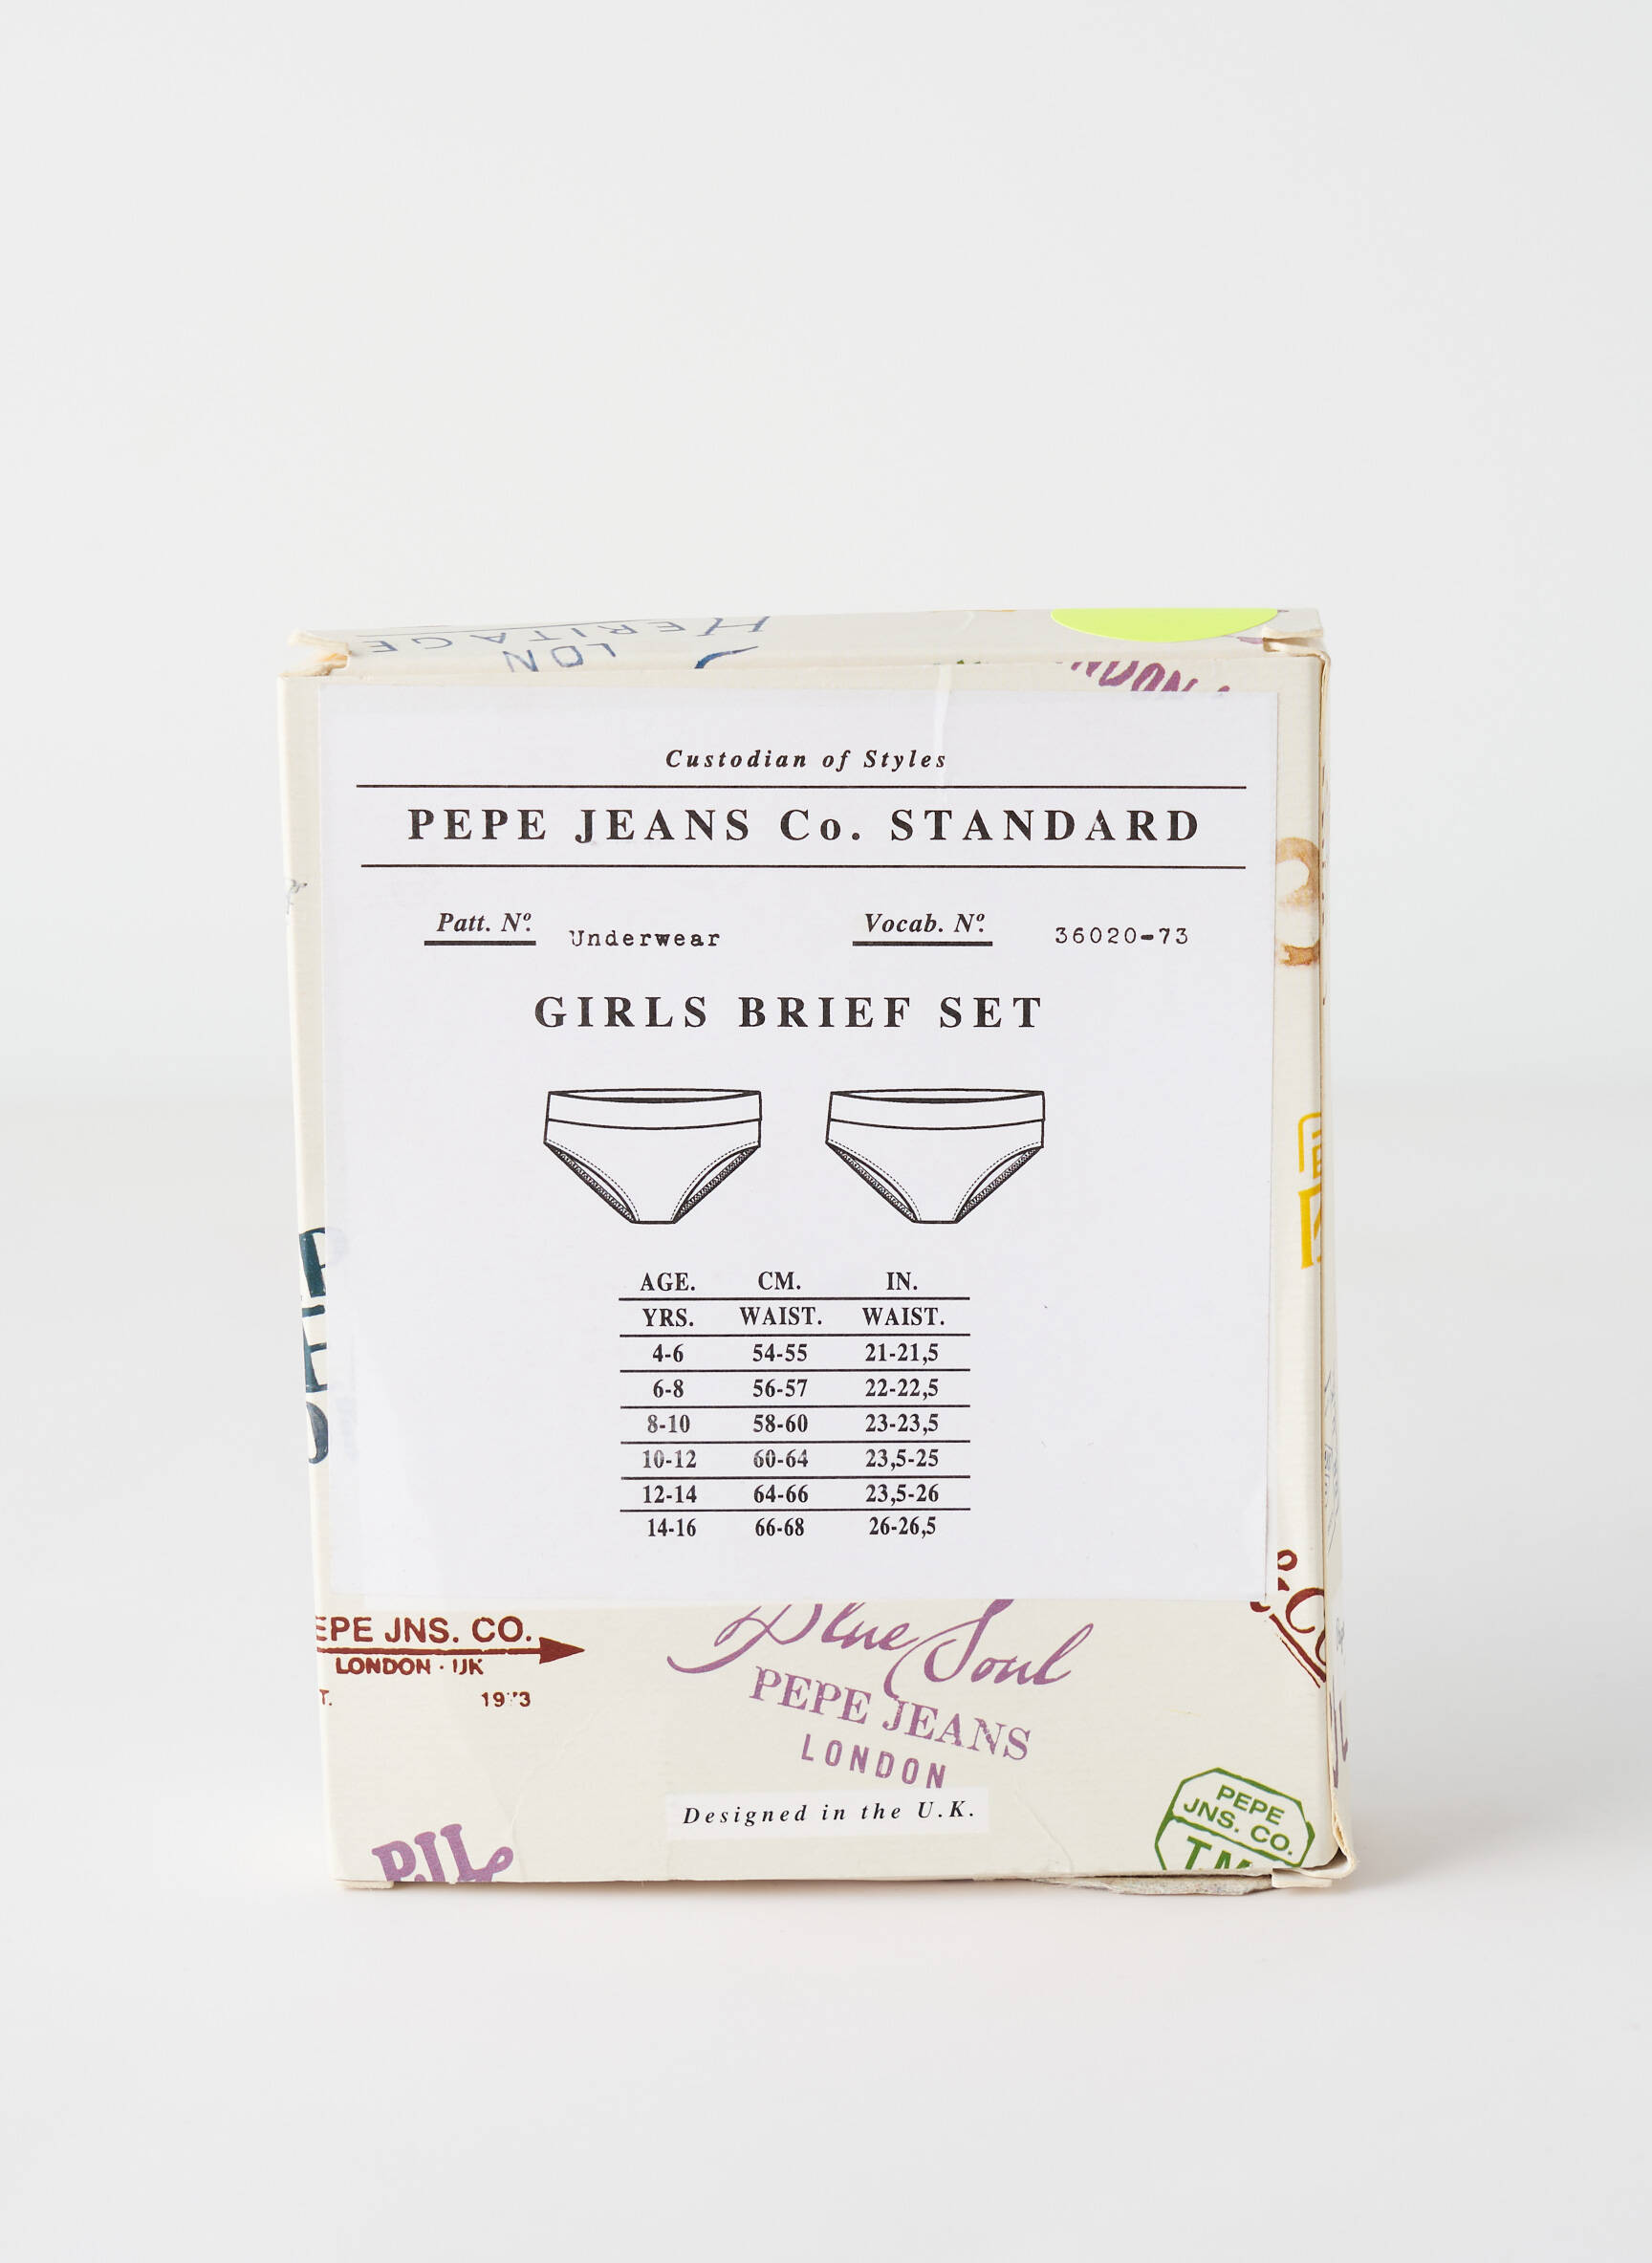 HERITAGE
LON
Custodian of Styles
PEPE JEANS Co. STANDARD
Patt. Nº. Underwear Vocab. Nº. 36020-73
GIRLS BRIEF SET
AGE. CM. IN.
YRS. WAIST. WAIST.
4-6 54-55 21-21,5
6-8 56-57 22-22,5
8-10 58-60 23-23,5
10-12 60-64 23,5-25
12-14 64-66 23,5-26
14-16 66-68 26-26,5
EPE JNS. CO.
LONDON · UK
T. 1973
Blue Soul
PEPE JEANS
LONDON
Designed in the U.K.
PEPE
JNS. CO.